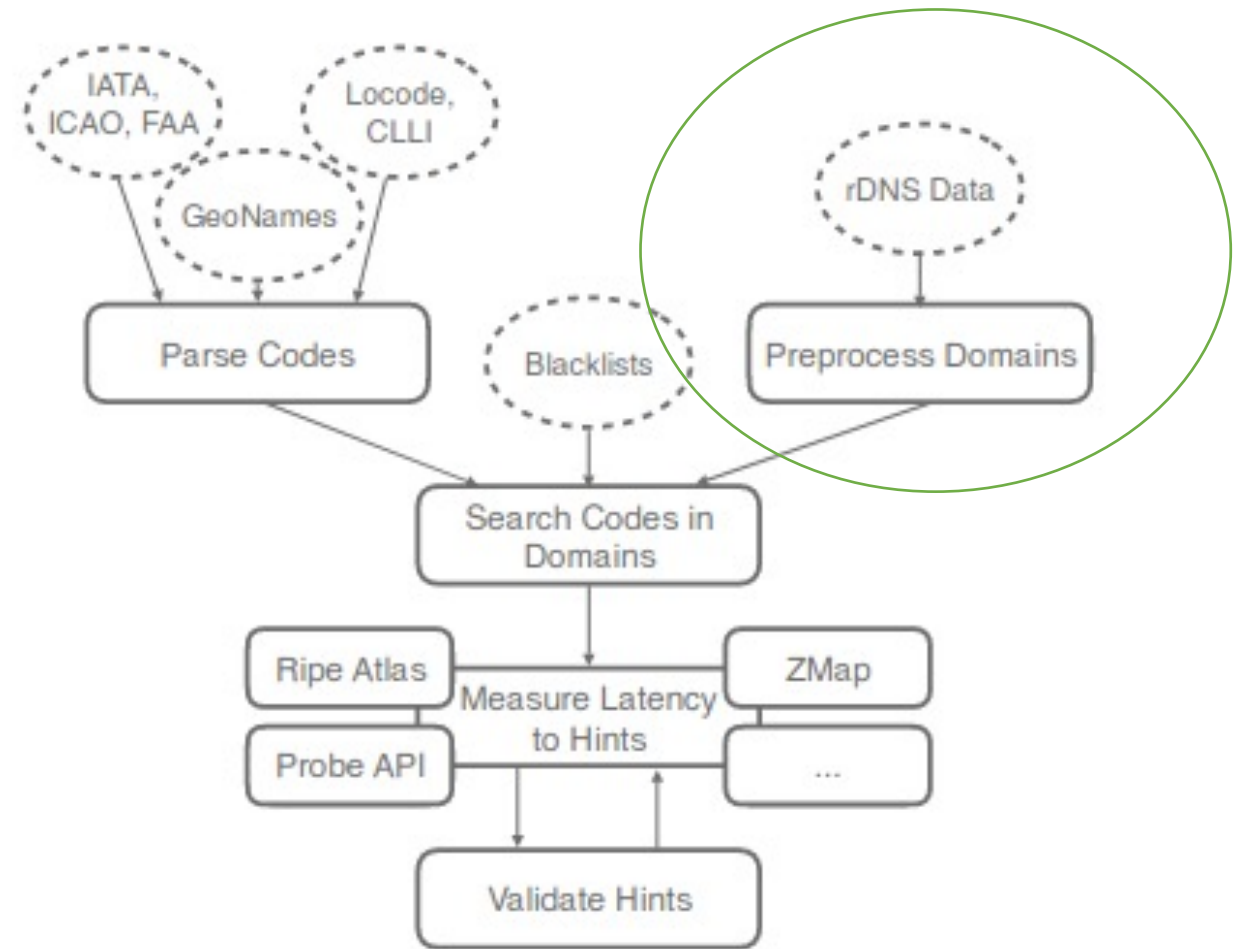 IATA,
ICAO, FAA
Locode,
CLLI
GeoNames
rDNS Data
Parse Codes
Blacklists
Preprocess Domains
Search Codes in
Domains
Ripe Atlas
ZMap
Measure Latency
to Hints
Probe API
...
Validate Hints